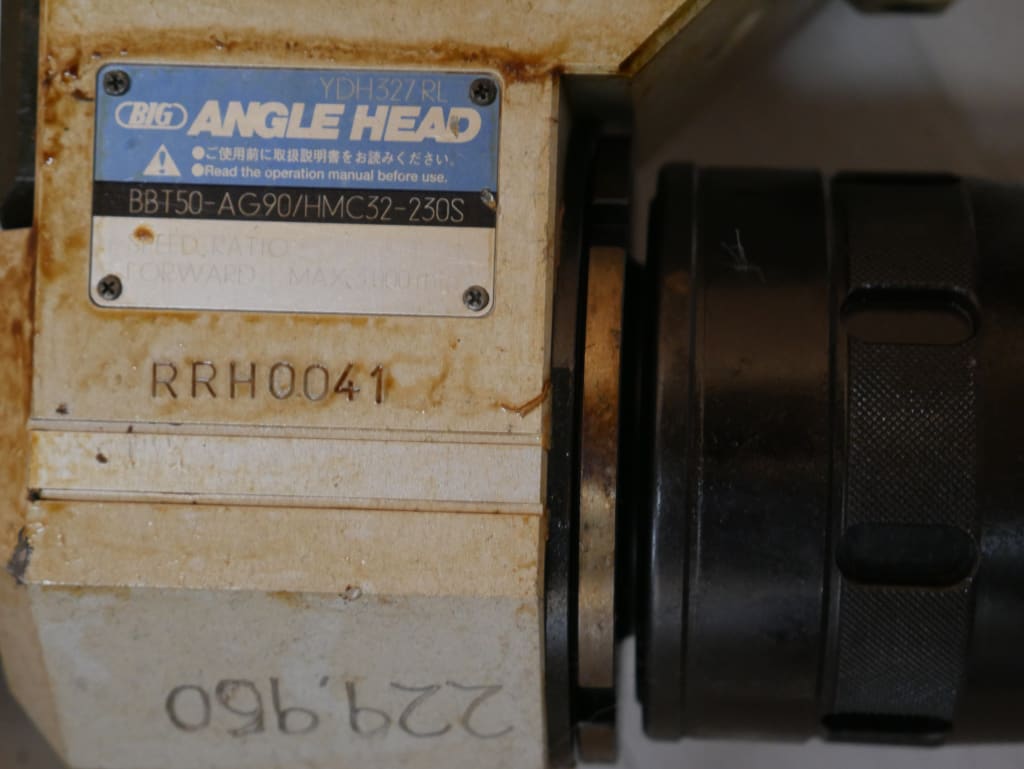 YDH327 RL
BIG ANGLE HEAD
●ご使用前に取扱説明書をお読みください。
●Read the operation manual before use.
BBT50-AG90/HMC32-230S
SPEED RATIO
FORWARD MAX.
RRH0041
229.950